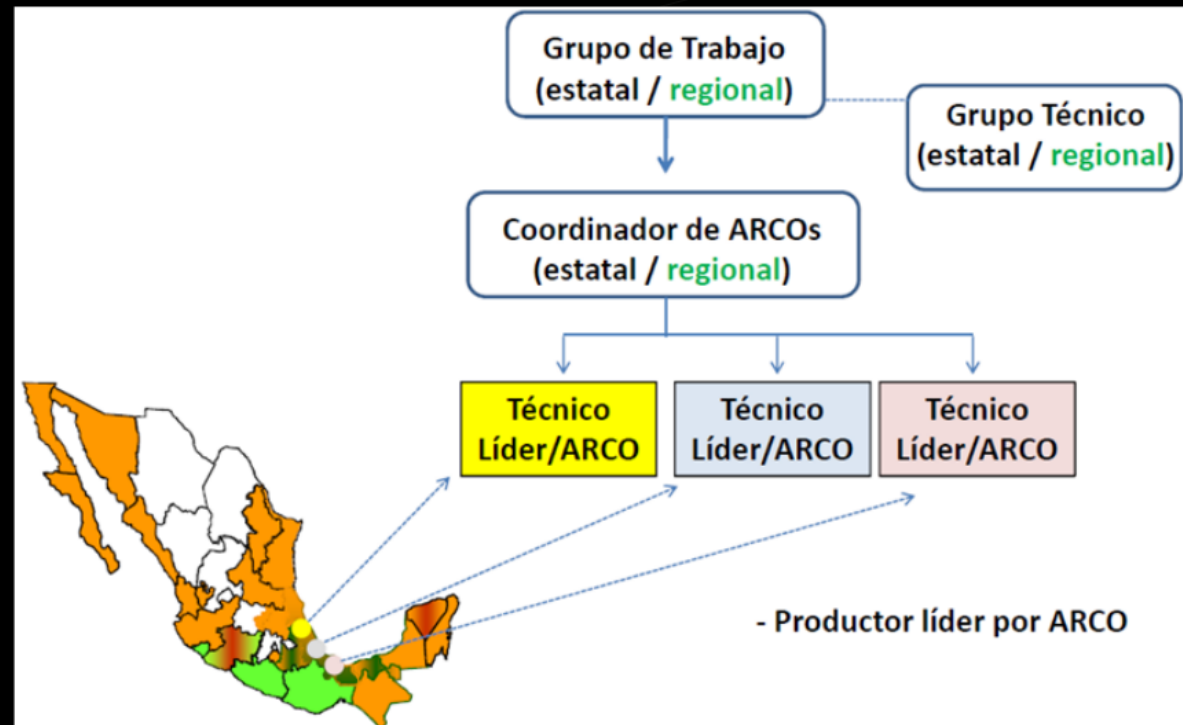 Grupo de Trabajo
(estatal / regional)
Grupo Técnico
(estatal / regional)
Coordinador de ARCOs
(estatal / regional)
Técnico
Líder/ARCO
Técnico
Líder/ARCO
Técnico
Líder/ARCO
- Productor líder por ARCO